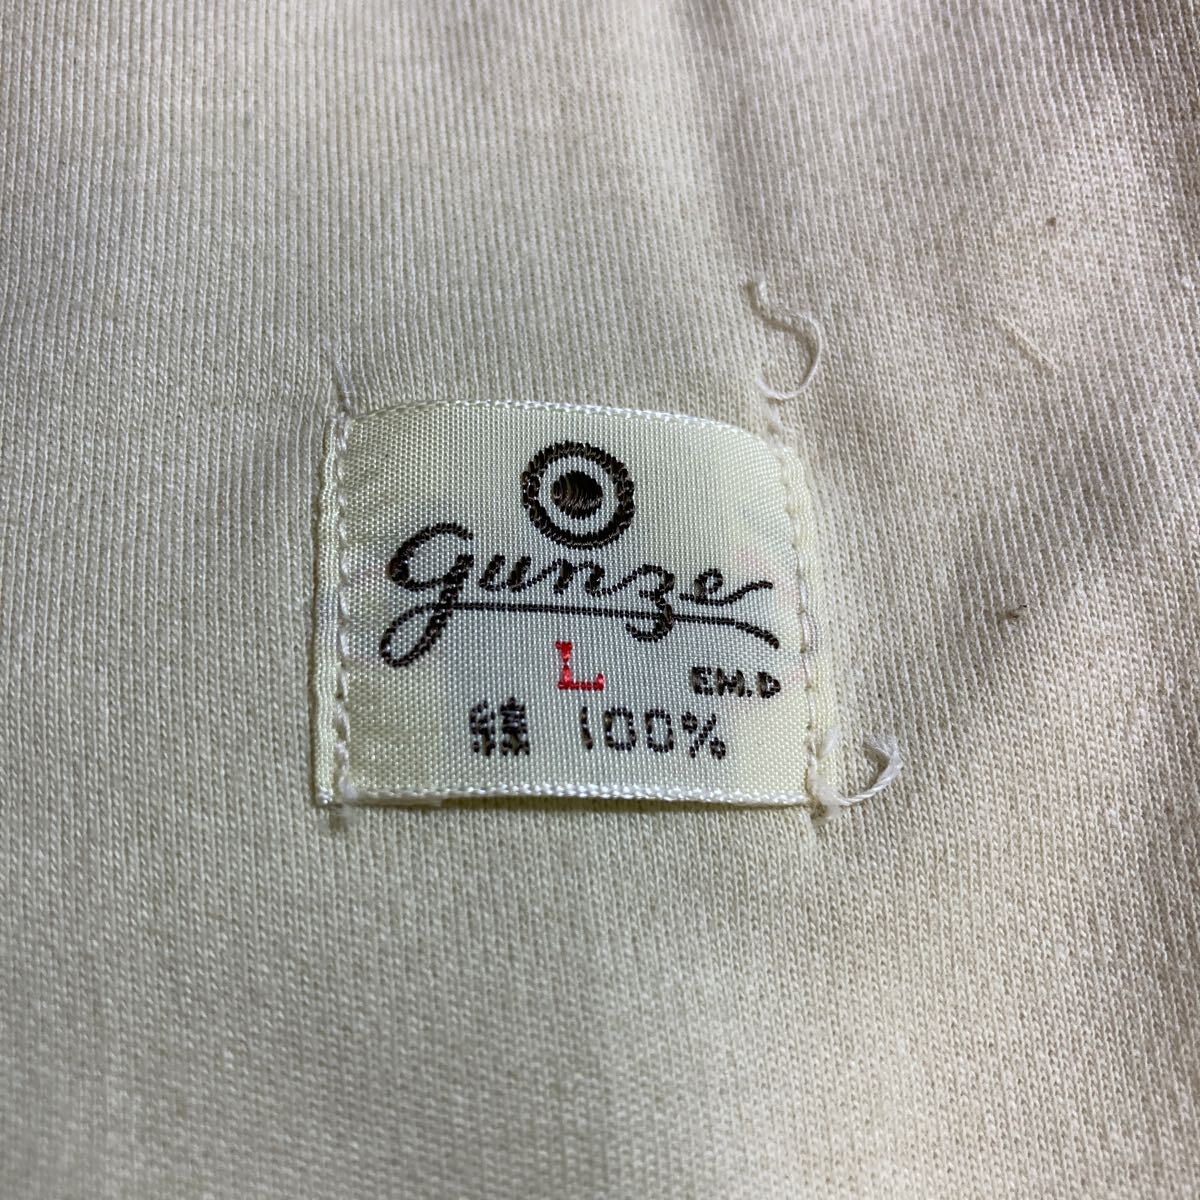 gunze
L EM.D
綿 100%